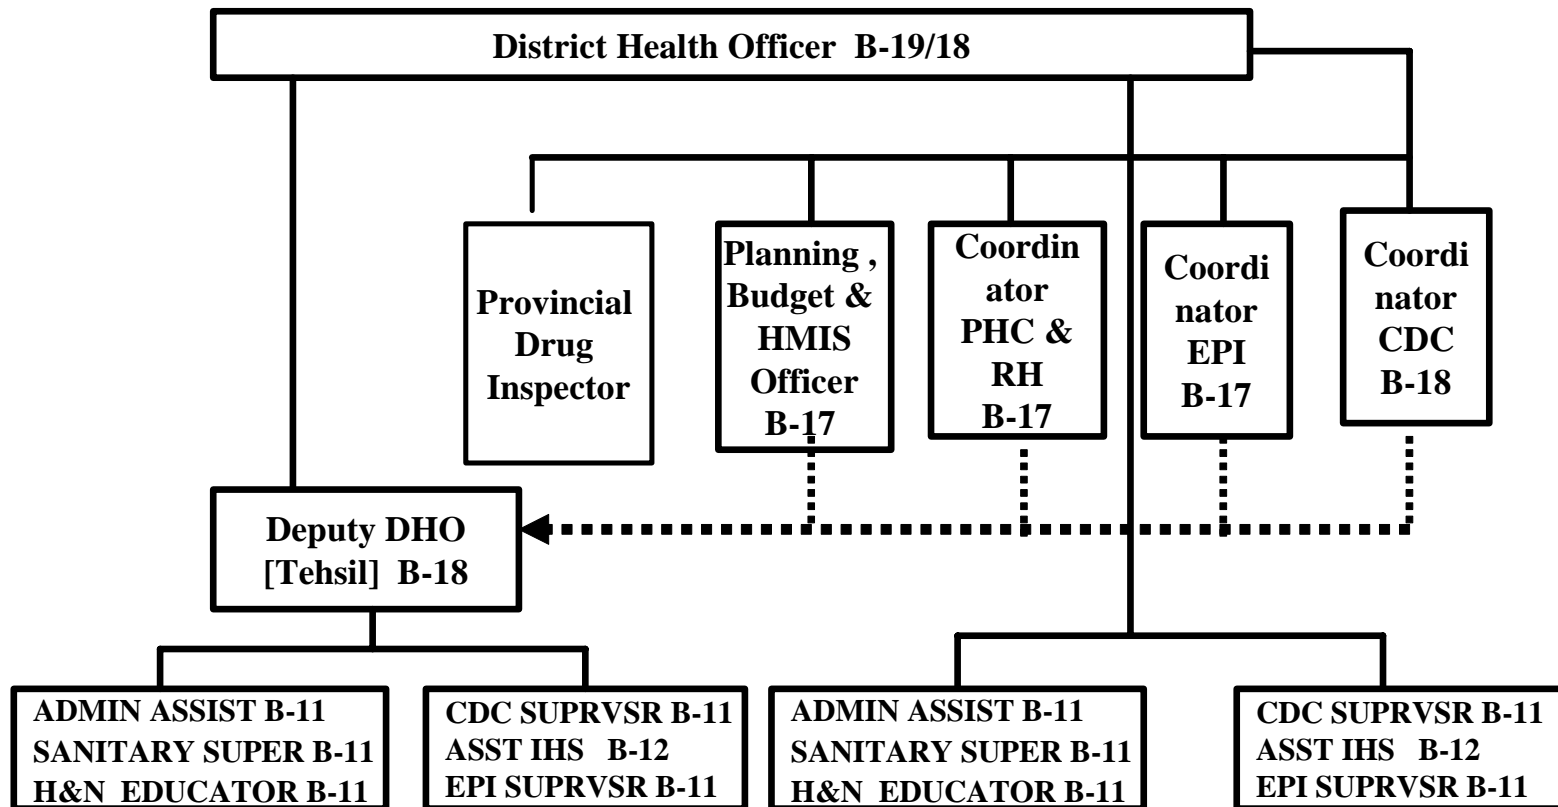 District Health Officer B-19/18
Provincial
Drug
Inspector
Planning ,
Budget &
HMIS
Officer
B-17
Coordin
ator
PHC &
RH
B-17
Coordi
nator
EPI
B-17
Coordi
nator
CDC
B-18
Deputy DHO
[Tehsil] B-18
ADMIN ASSIST B-11
SANITARY SUPER B-11
H&N EDUCATOR B-11
CDC SUPRVSR B-11
ASST IHS B-12
EPI SUPRVSR B-11
ADMIN ASSIST B-11
SANITARY SUPER B-11
H&N EDUCATOR B-11
CDC SUPRVSR B-11
ASST IHS B-12
EPI SUPRVSR B-11